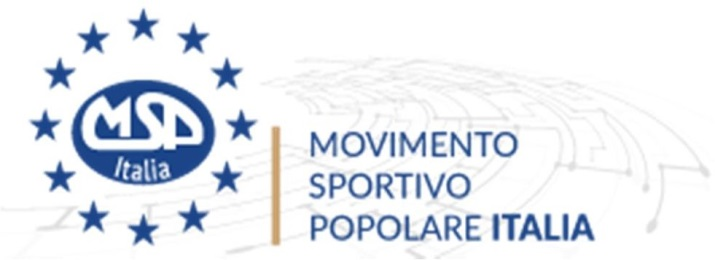 MSP
Italia
MOVIMENTO
SPORTIVO
POPOLARE ITALIA